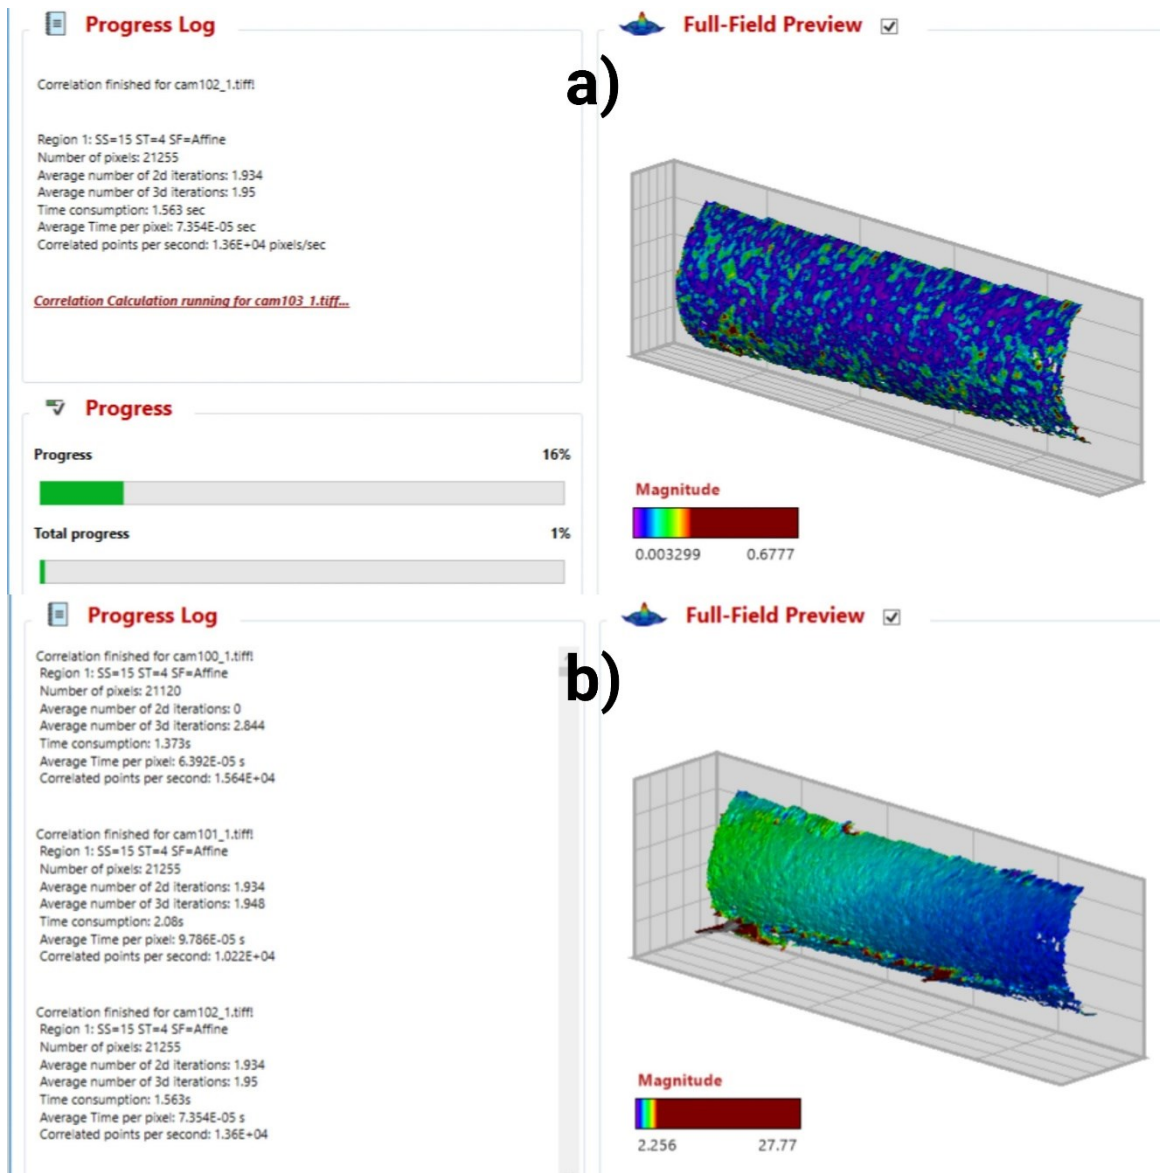 Progress Log
Full-Field Preview
a)
Correlation finished for cam102_1.tiff!
Region 1: SS=15 ST=4 SF=Affine
Number of pixels: 21255
Average number of 2d iterations: 1.934
Average number of 3d iterations: 1.95
Time consumption: 1.563 sec
Average Time per pixel: 7.354E-05 sec
Correlated points per second: 1.36E+04 pixels/sec
Correlation Calculation running for cam103_1.tiff...
Progress
Progress 16%
Total progress 1%
Magnitude
0.003299 0.6777
Progress Log
Full-Field Preview
b)
Correlation finished for cam100_1.tiff!
Region 1: SS=15 ST=4 SF=Affine
Number of pixels: 21120
Average number of 2d iterations: 0
Average number of 3d iterations: 2.844
Time consumption: 1.373s
Average Time per pixel: 6.392E-05 s
Correlated points per second: 1.564E+04
Correlation finished for cam101_1.tiff!
Region 1: SS=15 ST=4 SF=Affine
Number of pixels: 21255
Average number of 2d iterations: 1.934
Average number of 3d iterations: 1.948
Time consumption: 2.08s
Average Time per pixel: 9.786E-05 s
Correlated points per second: 1.022E+04
Correlation finished for cam102_1.tiff!
Region 1: SS=15 ST=4 SF=Affine
Number of pixels: 21255
Average number of 2d iterations: 1.934
Average number of 3d iterations: 1.95
Time consumption: 1.563s
Average Time per pixel: 7.354E-05 s
Correlated points per second: 1.36E+04
Magnitude
2.256 27.77